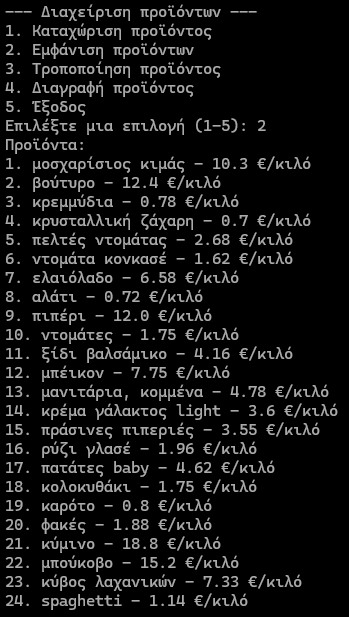 --- Διαχείριση προϊόντων ---
1. Καταχώριση προϊόντος
2. Εμφάνιση προϊόντων
3. Τροποποίηση προϊόντος
4. Διαγραφή προϊόντος
5. Έξοδος
Επιλέξτε μια επιλογή (1-5): 2
Προϊόντα:
1. μοσχαρίσιος κιμάς - 10.3 €/κιλό
2. βούτυρο - 12.4 €/κιλό
3. κρεμμύδια - 0.78 €/κιλό
4. κρυσταλλική ζάχαρη - 0.7 €/κιλό
5. πελτές ντομάτας - 2.68 €/κιλό
6. ντομάτα κονκασέ - 1.62 €/κιλό
7. ελαιόλαδο - 6.58 €/κιλό
8. αλάτι - 0.72 €/κιλό
9. πιπέρι - 12.0 €/κιλό
10. ντομάτες - 1.75 €/κιλό
11. ξίδι βαλσάμικο - 4.16 €/κιλό
12. μπέικον - 7.75 €/κιλό
13. μανιτάρια, κομμένα - 4.78 €/κιλό
14. κρέμα γάλακτος light - 3.6 €/κιλό
15. πράσινες πιπεριές - 3.55 €/κιλό
16. ρύζι γλασέ - 1.96 €/κιλό
17. πατάτες baby - 4.62 €/κιλό
18. κολοκυθάκι - 1.75 €/κιλό
19. καρότο - 0.8 €/κιλό
20. φακές - 1.88 €/κιλό
21. κύμινο - 18.8 €/κιλό
22. μπούκοβο - 15.2 €/κιλό
23. κύβος λαχανικών - 7.33 €/κιλό
24. spaghetti - 1.14 €/κιλό